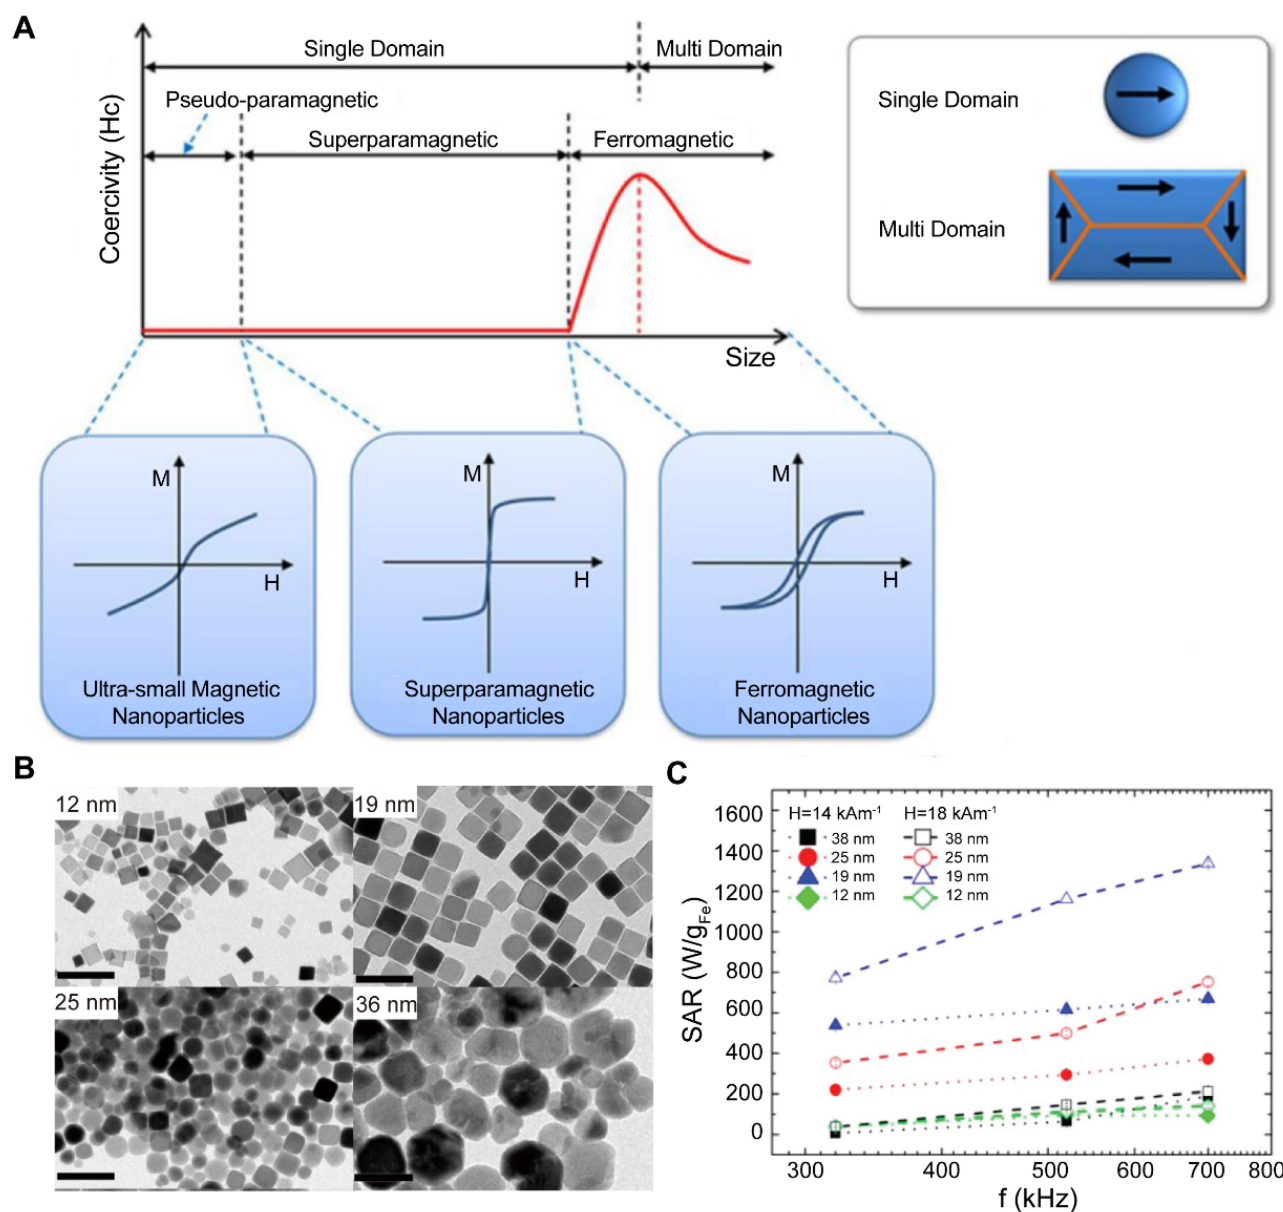 A
Single Domain
Multi Domain
Pseudo-paramagnetic
Superparamagnetic
Ferromagnetic
Coercivity (Hc)
Size
Single Domain
Multi Domain
M
H
Ultra-small Magnetic
Nanoparticles
M
H
Superparamagnetic
Nanoparticles
M
H
Ferromagnetic
Nanoparticles
B
12 nm
19 nm
25 nm
36 nm
C
SAR (W/gFe)
1600
1400
1200
1000
800
600
400
200
0
H=14 kAm-1
38 nm
25 nm
19 nm
12 nm
H=18 kAm-1
38 nm
25 nm
19 nm
12 nm
300
400
500
600
700
800
f (kHz)